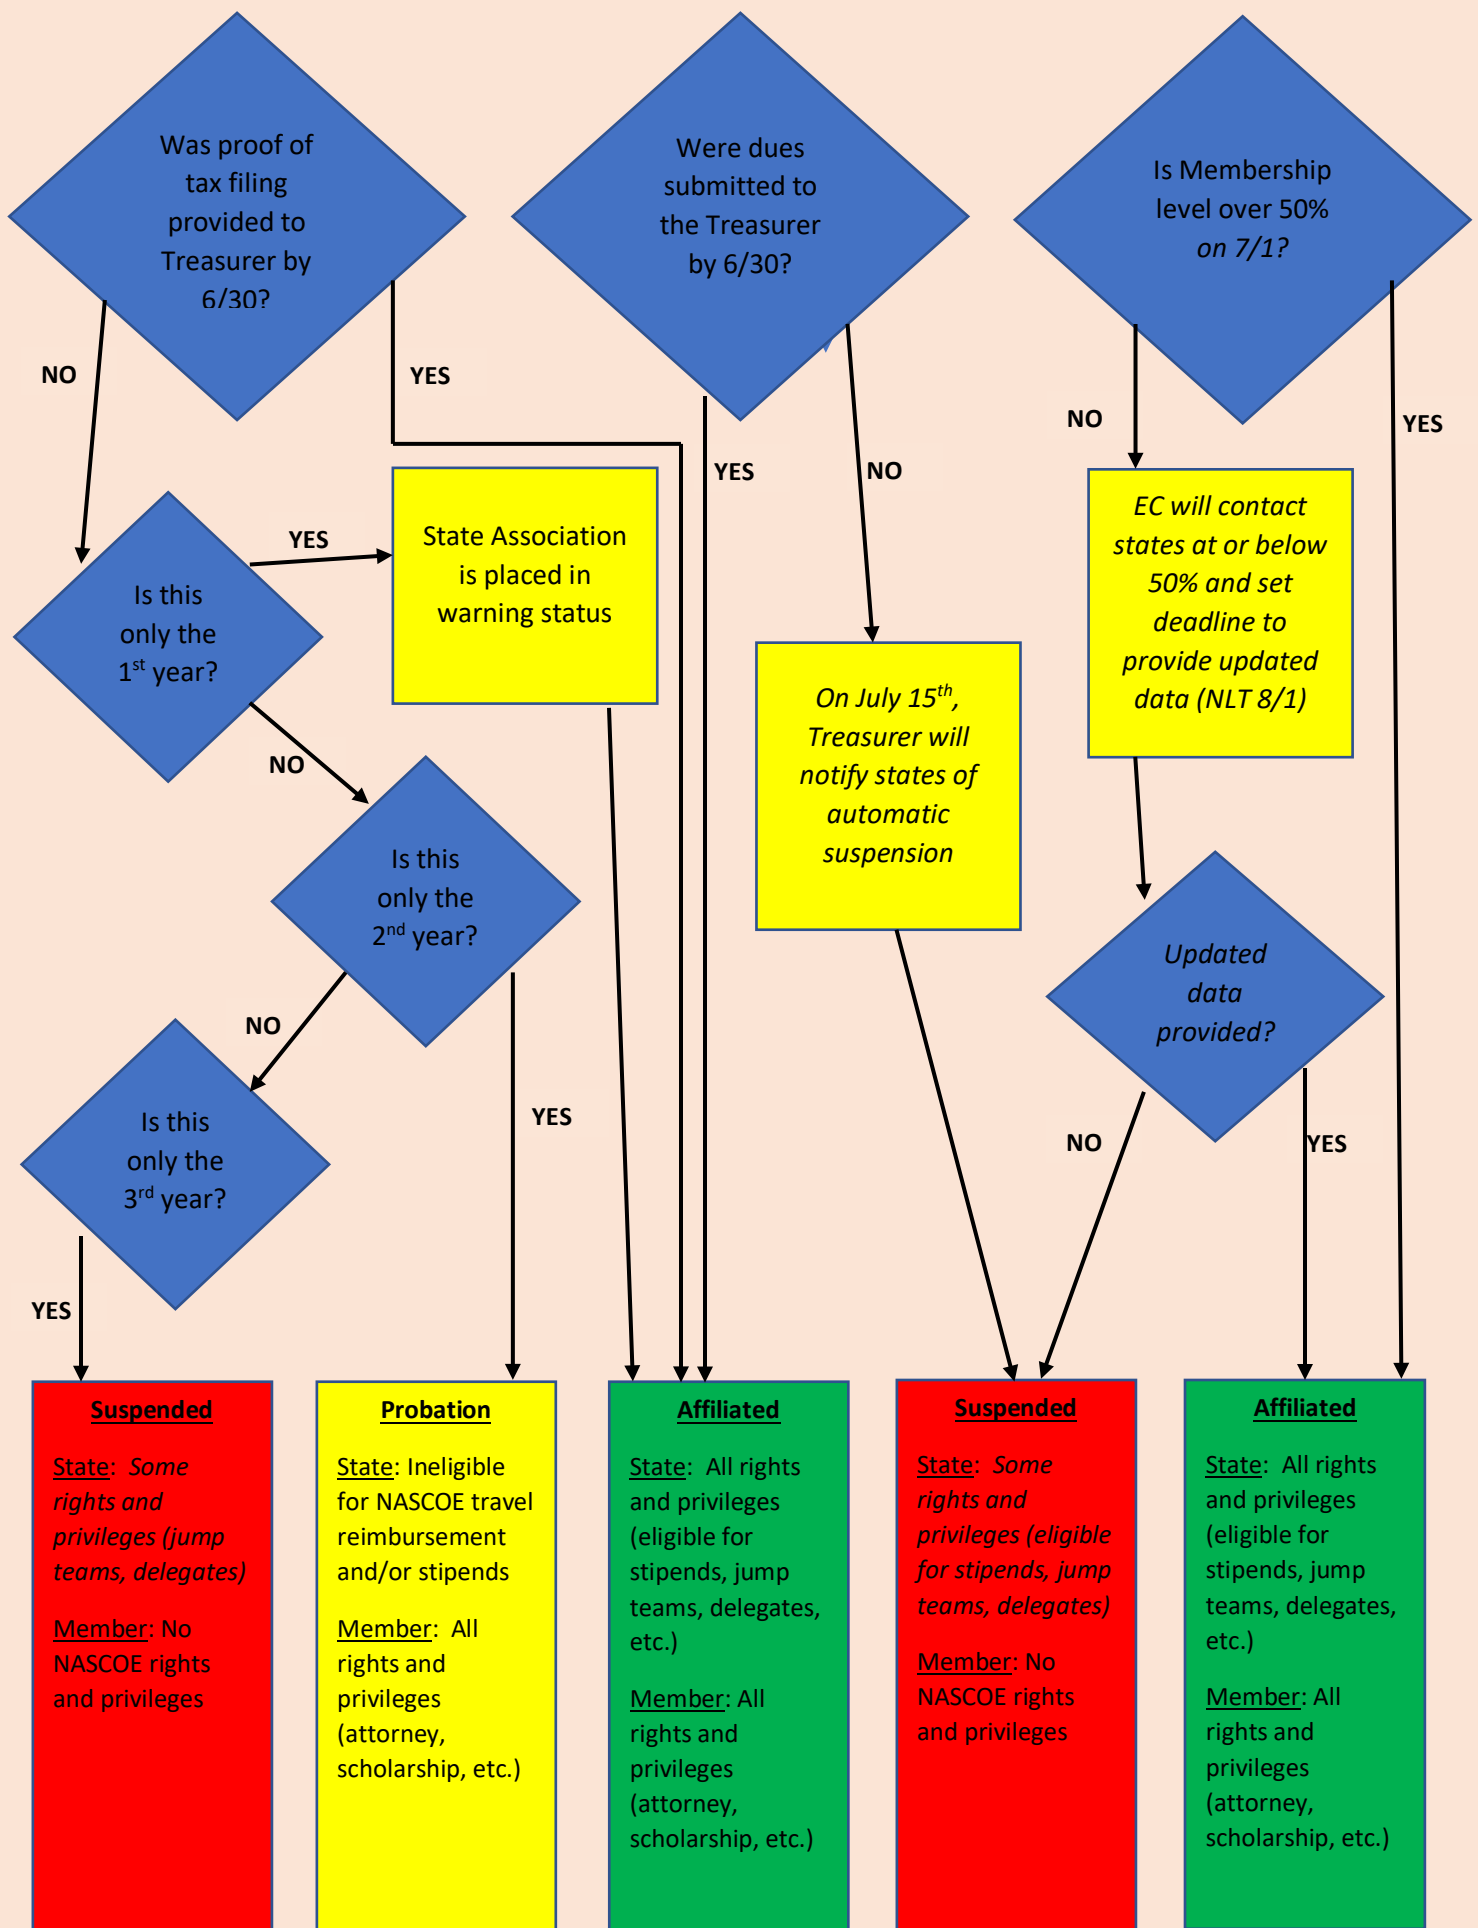 Was proof of
tax filing
provided to
Treasurer by
6/30?
Were dues
submitted to
the Treasurer
by 6/30?
Is Membership
level over 50%
on 7/1?
NO
YES
YES
NO
NO
YES
Is this
only the
1st year?
YES
State Association
is placed in
warning status
EC will contact
states at or below
50% and set
deadline to
provide updated
data (NLT 8/1)
NO
On July 15th,
Treasurer will
notify states of
automatic
suspension
Is this
only the
2nd year?
Updated
data
provided?
NO
YES
Is this
only the
3rd year?
NO
YES
YES
Suspended
State: Some
rights and
privileges (jump
teams, delegates)
Member: No
NASCOE rights
and privileges
Probation
State: Ineligible
for NASCOE travel
reimbursement
and/or stipends
Member: All
rights and
privileges
(attorney,
scholarship, etc.)
Affiliated
State: All rights
and privileges
(eligible for
stipends, jump
teams, delegates,
etc.)
Member: All
rights and
privileges
(attorney,
scholarship, etc.)
Suspended
State: Some
rights and
privileges (eligible
for stipends, jump
teams, delegates)
Member: No
NASCOE rights
and privileges
Affiliated
State: All rights
and privileges
(eligible for
stipends, jump
teams, delegates,
etc.)
Member: All
rights and
privileges
(attorney,
scholarship, etc.)